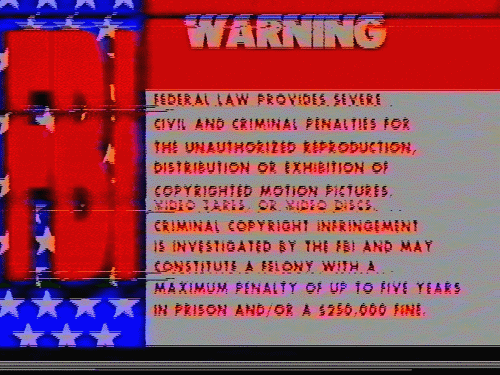 FBI
WARNING
FEDERAL LAW PROVIDES SEVERE
CIVIL AND CRIMINAL PENALTIES FOR
THE UNAUTHORIZED REPRODUCTION,
DISTRIBUTION OR EXHIBITION OF
COPYRIGHTED MOTION PICTURES,
VIDEO TAPES, OR VIDEO DISCS.
CRIMINAL COPYRIGHT INFRINGEMENT
IS INVESTIGATED BY THE FBI AND MAY
CONSTITUTE A FELONY WITH A
MAXIMUM PENALTY OF UP TO FIVE YEARS
IN PRISON AND/OR A $250,000 FINE.